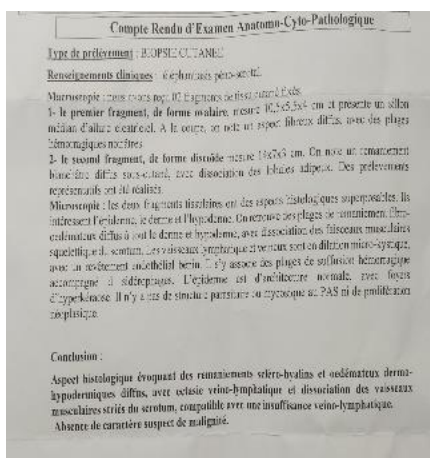 Compte Rendu d'Examen Anatomo-Cyto-Pathologique
Type de prélèvement : BIOPSIE CUTANEE
Renseignements cliniques : éléphantiasis péno-scrotal.
Macroscopie : nous avons reçu 02 fragments de tissu cutané fixés.
1- le premier fragment, de forme ovalaire, mesure 10,5x5,5x4 cm et présente un sillon
médian d'allure cicatriciel. A la coupe, on note un aspect fibreux diffus, avec des plages
hémorragiques
2- le second fragment, de forme discoïde mesure 14x7x3 cm. On note un remaniement
diffus sous-cutané, avec dissociation des lobules adipeux. Des prélèvements
représentatifs ont été réalisés.
Microscopie : les deux fragments tissulaires ont des aspects histologiques superposables. Ils
intéressent l'épiderme, le derme et l'hypoderme. On retrouve des plages de remaniement fibro-
oedémateux diffus à tout le derme et hypoderme, avec dissociation des faisceaux musculaires
squelettique du scrotum. Les vaisseaux lymphatique et veineux sont en dilation micro-cystique,
avec un revêtement endothélial bénin. Il s'y associe des plages de suffusion hémorragique
accompagné de sidérophages. L'épiderme est d'architecture normale, avec foyers
d'hyperkératose. Il n'y a pas de structure parasitaire ou mycosique au PAS ni de prolifération
néoplasique.
Conclusion :
Aspect histologique évoquant des remaniements scléro-hyalins et oedémateux dermo-
hypodermiques diffus, avec ectasie veino-lymphatique et dissociation des vaisseaux
musculaires striés du scrotum, compatible avec une insuffisance veino-lymphatique.
Absence de caractère suspect de malignité.